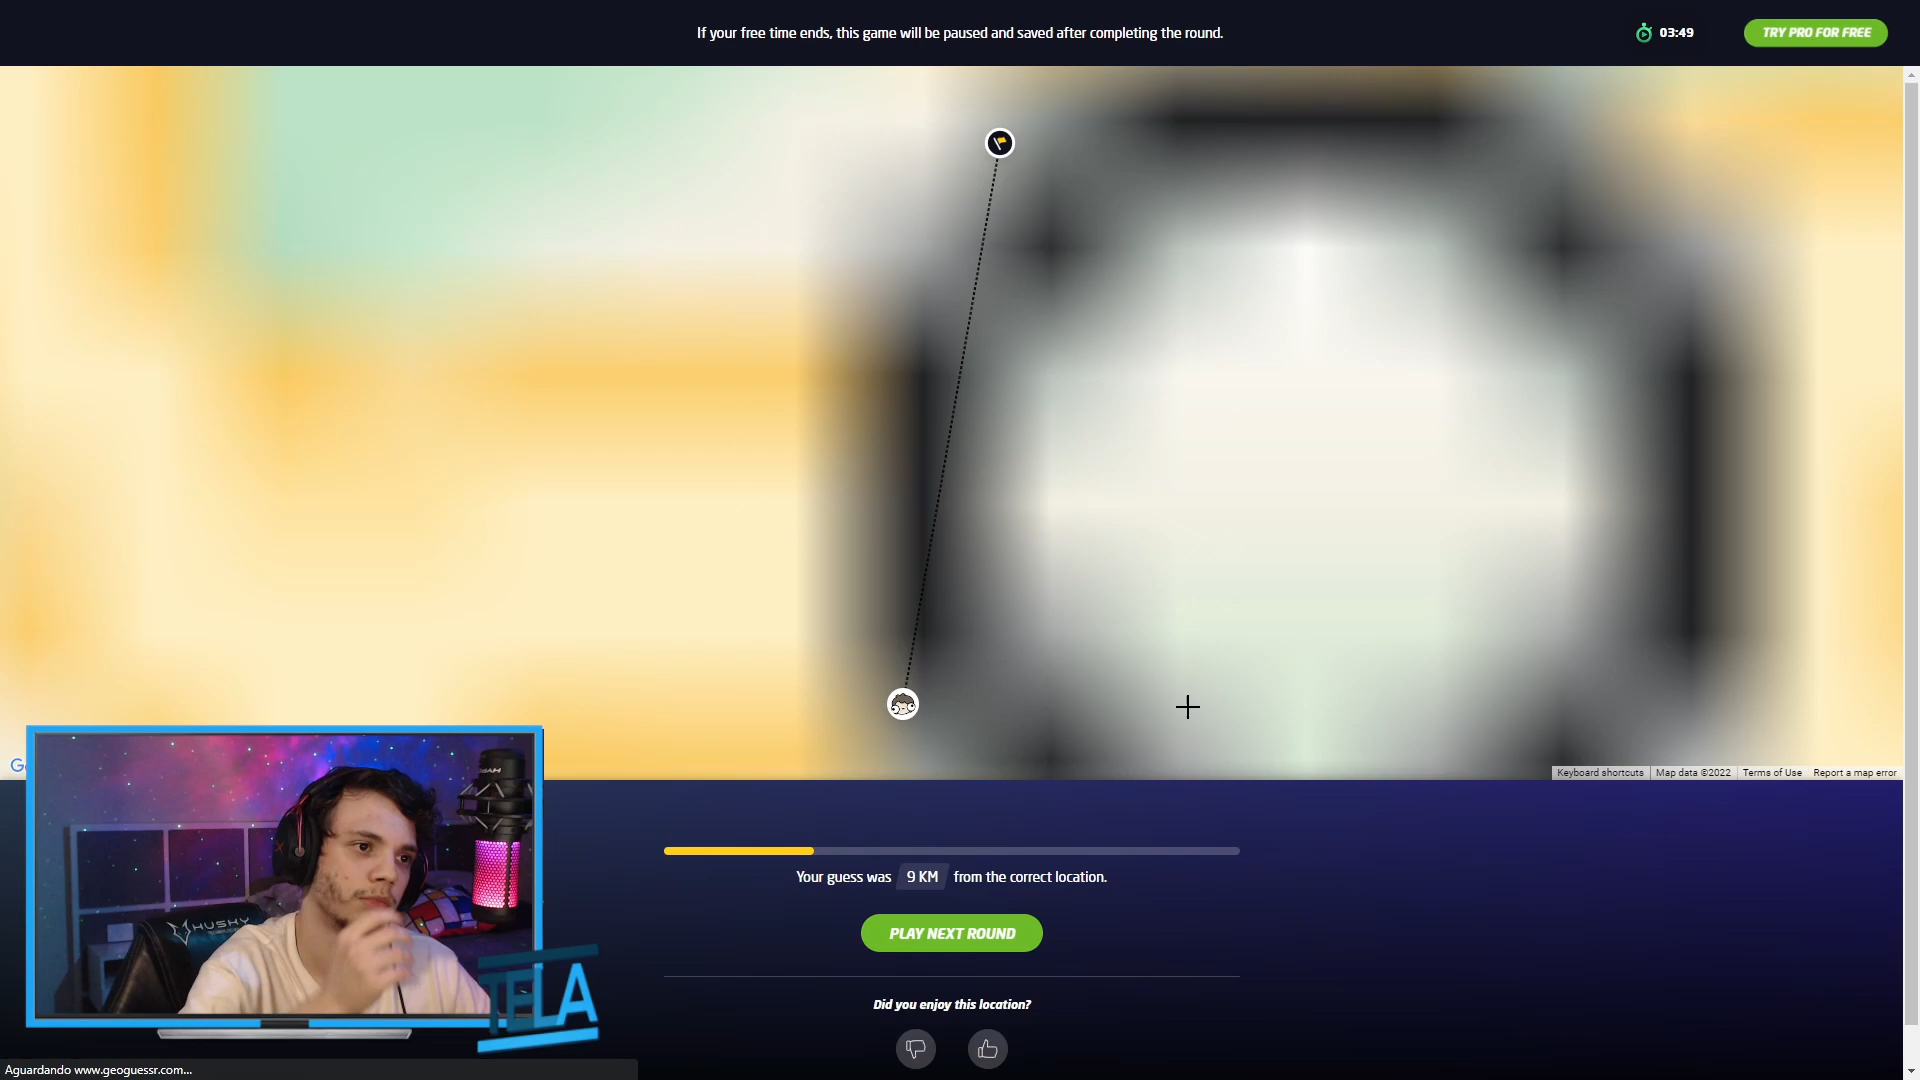 If your free time ends, this game will be paused and saved after completing the round.
03:49
TRY PRO FOR FREE
Keyboard shortcuts
Map data ©2022
Terms of Use
Report a map error
HUSKY
TELA
Your guess was 9 KM from the correct location.
PLAY NEXT ROUND
Did you enjoy this location?
Aguardando www.geoguessr.com...